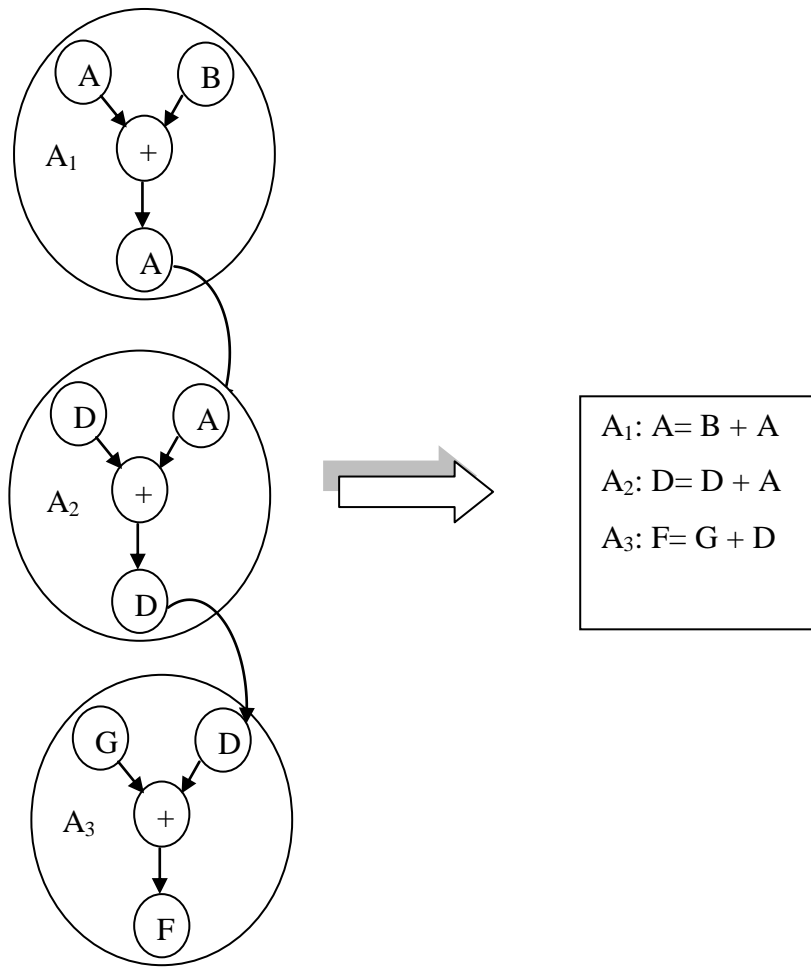 A B
A₁ +
A
D A
A₂ +
D
G D
A₃ +
F
A₁: A= B + A
A₂: D= D + A
A₃: F= G + D